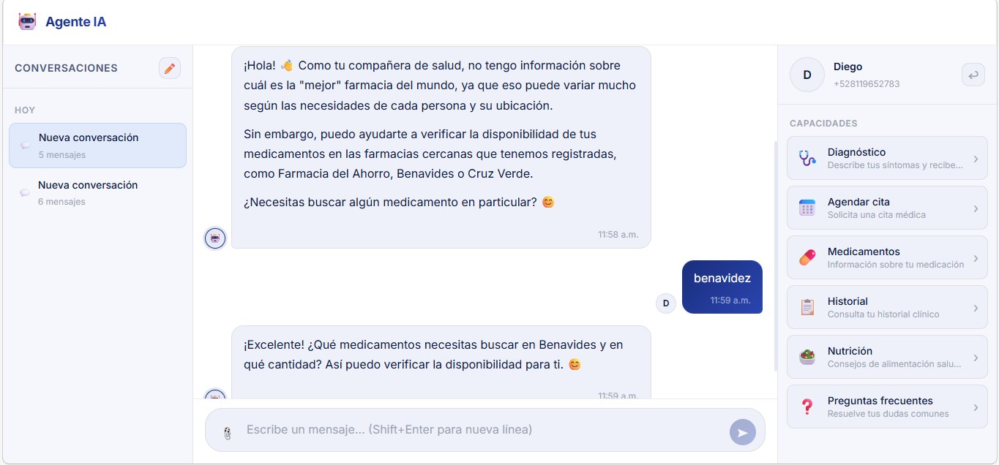 Agente IA
CONVERSACIONES
HOY
Nueva conversación
5 mensajes
Nueva conversación
6 mensajes
¡Hola! 👋 Como tu compañera de salud, no tengo información sobre
cuál es la "mejor" farmacia del mundo, ya que eso puede variar mucho
según las necesidades de cada persona y su ubicación.
Sin embargo, puedo ayudarte a verificar la disponibilidad de tus
medicamentos en las farmacias cercanas que tenemos registradas,
como Farmacia del Ahorro, Benavides o Cruz Verde.
¿Necesitas buscar algún medicamento en particular? 😊
11:58 a.m.
benavidez
11:59 a.m.
D
¡Excelente! ¿Qué medicamentos necesitas buscar en Benavides y en
qué cantidad? Así puedo verificar la disponibilidad para ti. 😊
11:59 a.m.
Escribe un mensaje... (Shift+Enter para nueva línea)
D
Diego
+528119652783
CAPACIDADES
Diagnóstico
Describe tus síntomas y recibe...
Agendar cita
Solicita una cita médica
Medicamentos
Información sobre tu medicación
Historial
Consulta tu historial clínico
Nutrición
Consejos de alimentación salu...
Preguntas frecuentes
Resuelve tus dudas comunes